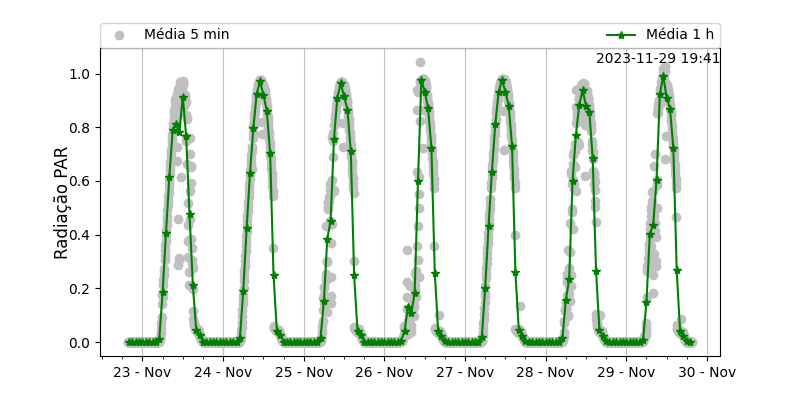 Média 5 min
Média 1 h
2023-11-29 19:41
Radiação PAR
1.0
0.8
0.6
0.4
0.2
0.0
23 - Nov
24 - Nov
25 - Nov
26 - Nov
27 - Nov
28 - Nov
29 - Nov
30 - Nov